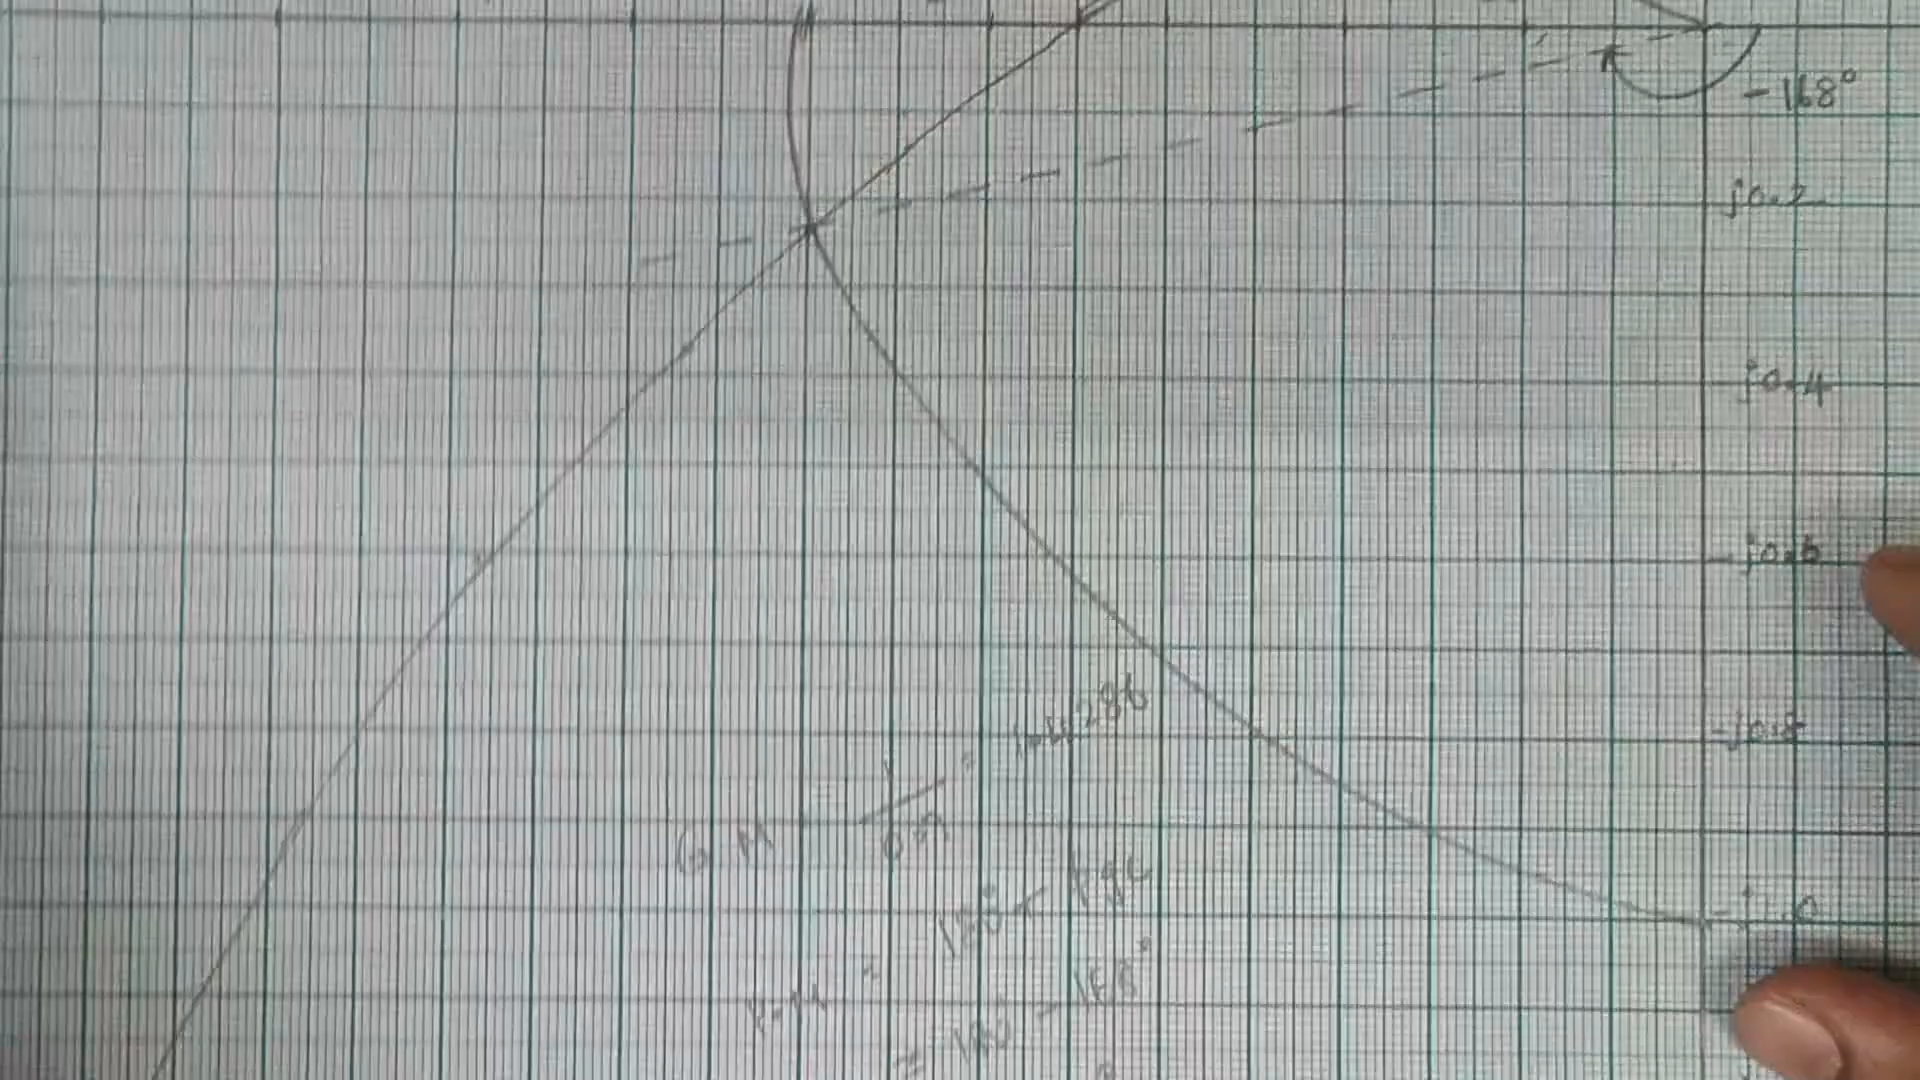 -168°
j0.2
-j0.4
-j0.6
-j0.8
-j1.0
G M 1/0.7 = 1.4286
P.M = 180° + ϕgc
= 180° - 168°